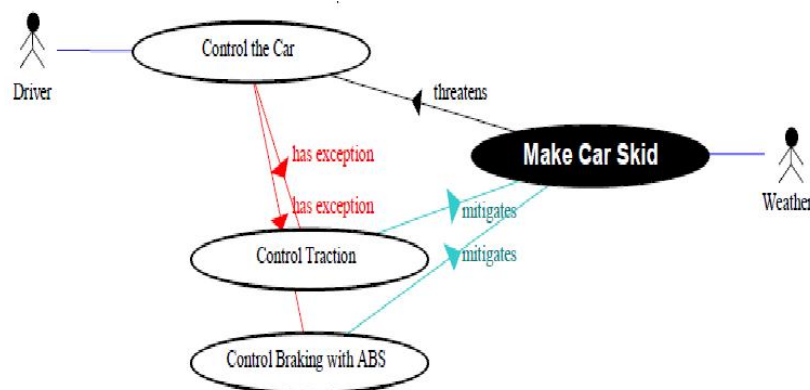 Control the Car
Driver
threatens
Make Car Skid
has exception
Weather
has exception
mitigates
Control Traction
mitigates
Control Braking with ABS